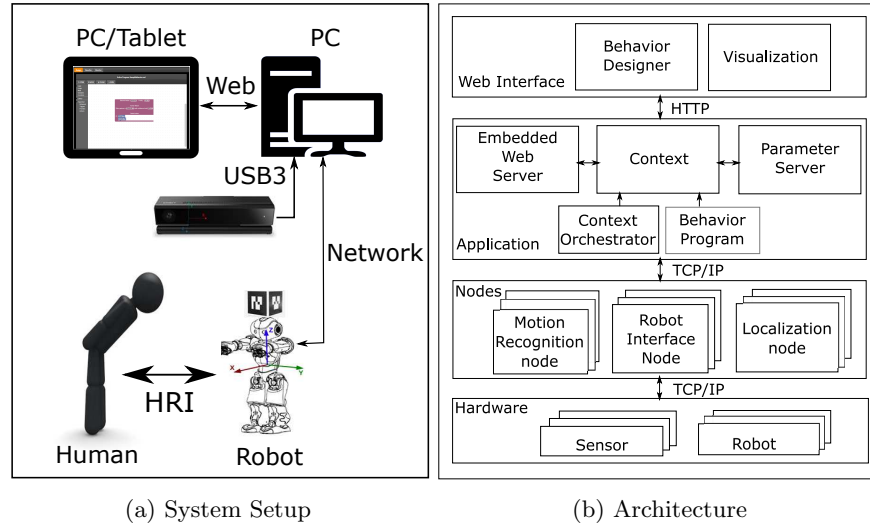 PC/Tablet
PC
Web
USB3
Network
HRI
Human
Robot
Z
X
Y
(a) System Setup
Behavior
Designer
Visualization
Web Interface
HTTP
Embedded
Web
Server
Context
Parameter
Server
Context
Orchestrator
Behavior
Program
Application
TCP/IP
Nodes
Motion
Recognition
node
Robot
Interface
Node
Localization
node
TCP/IP
Hardware
Sensor
Robot
(b) Architecture